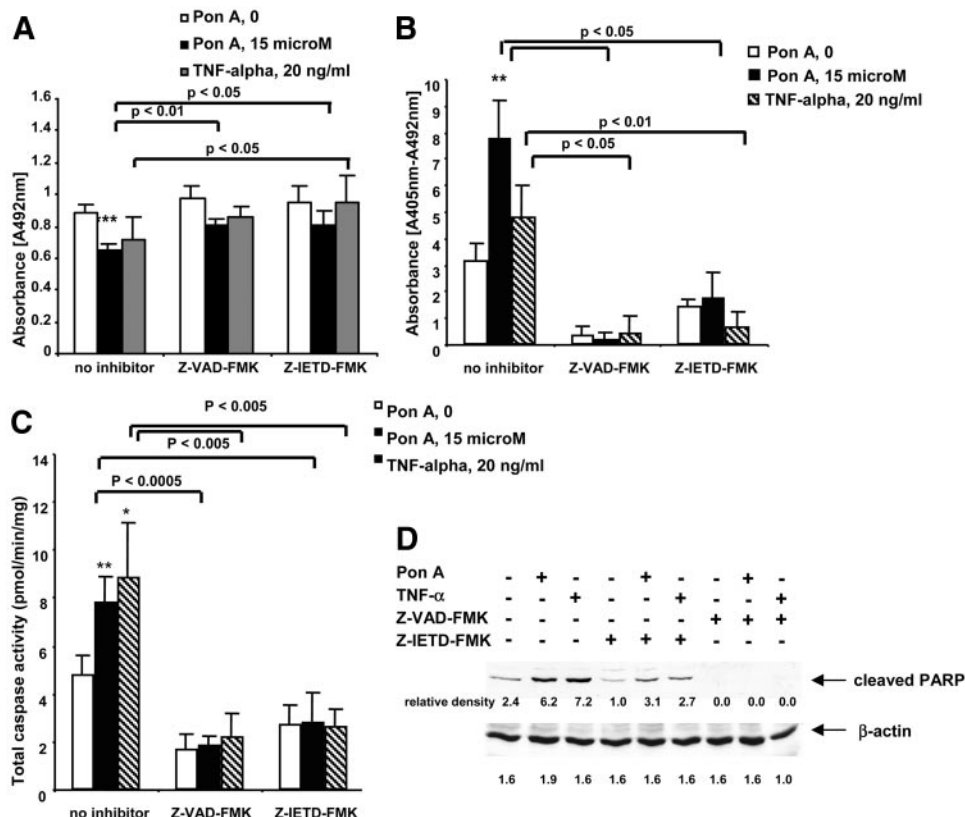 A
Pon A, 0
Pon A, 15 microM
TNF-alpha, 20 ng/ml
p < 0.05
p < 0.01
p < 0.05
***
Absorbance [A492nm]
1.6
1.4
1.2
1
0.8
0.6
0.4
0.2
0
no inhibitor Z-VAD-FMK Z-IETD-FMK
B
Pon A, 0
Pon A, 15 microM
TNF-alpha, 20 ng/ml
p < 0.05
**
p < 0.01
p < 0.05
Absorbance [A405nm-A492nm]
10
9
8
7
6
5
4
3
2
1
0
no inhibitor Z-VAD-FMK Z-IETD-FMK
C
Pon A, 0
Pon A, 15 microM
TNF-alpha, 20 ng/ml
P < 0.005
P < 0.005
P < 0.0005
*
**
Total caspase activity (pmol/min/mg)
14
12
10
8
6
4
2
0
no inhibitor Z-VAD-FMK Z-IETD-FMK
D
Pon A - + - - + - - + -
TNF-α - - + - - + - - +
Z-VAD-FMK - - - - - - + + +
Z-IETD-FMK - - - + + + - - -
cleaved PARP
relative density 2.4 6.2 7.2 1.0 3.1 2.7 0.0 0.0 0.0
β-actin
1.6 1.9 1.6 1.6 1.6 1.6 1.6 1.6 1.0